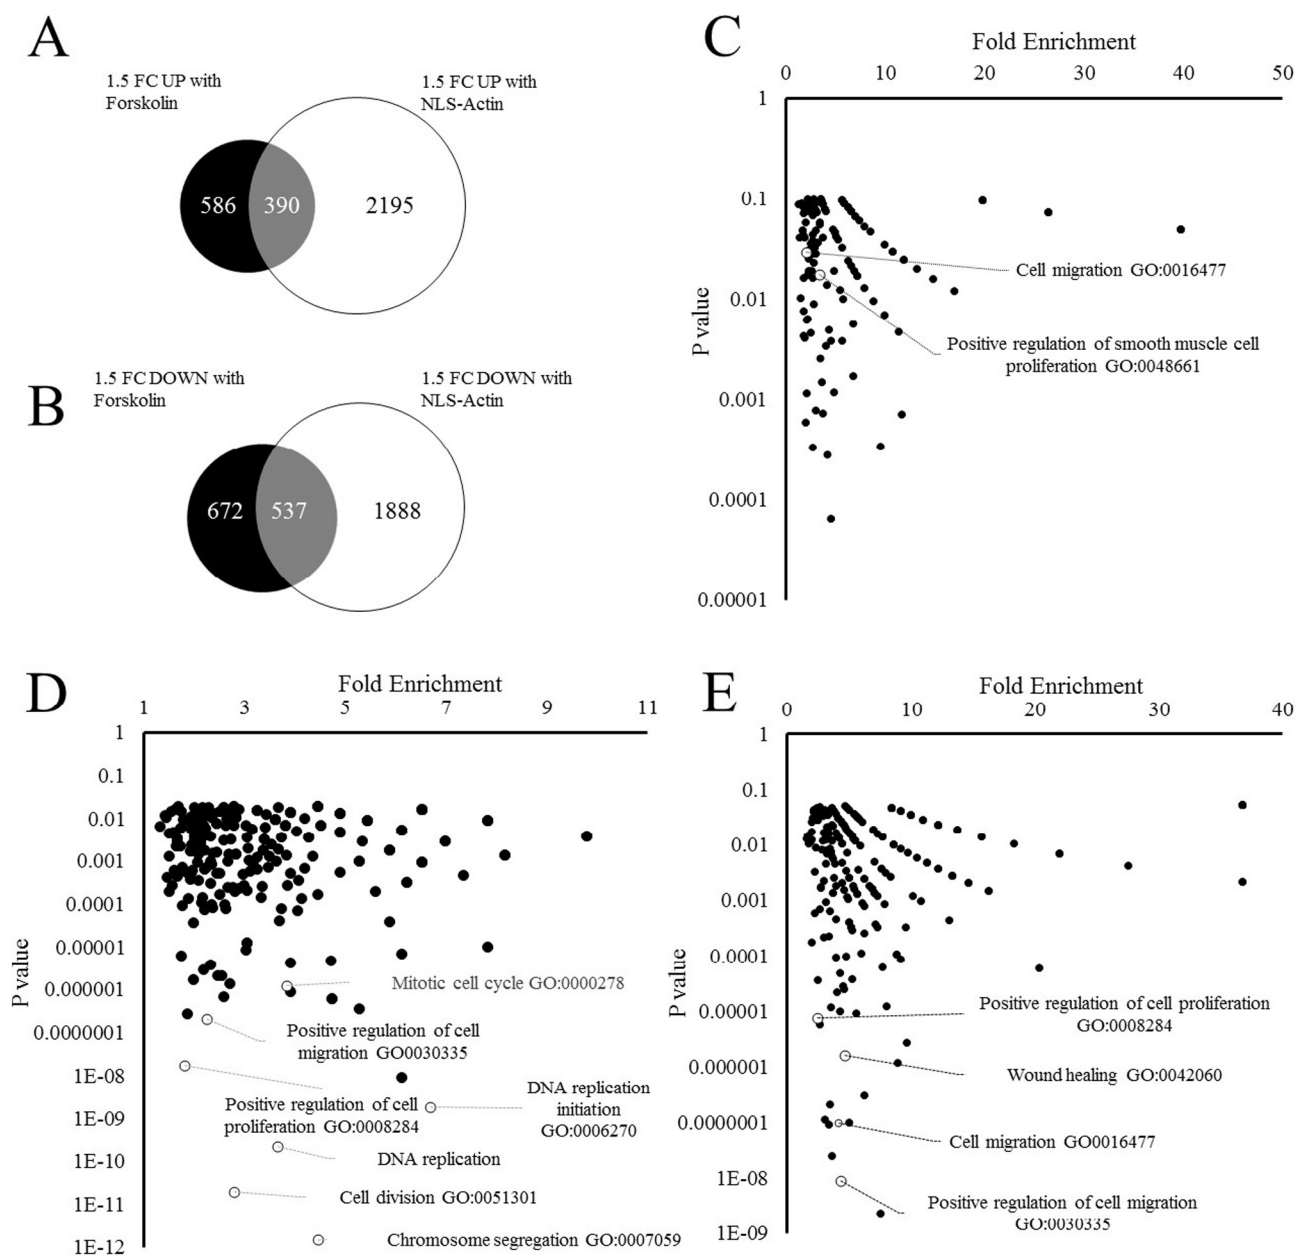 A
1.5 FC UP with
Forskolin
1.5 FC UP with
NLS-Actin
586
390
2195
B
1.5 FC DOWN with
Forskolin
1.5 FC DOWN with
NLS-Actin
672
537
1888
C
Fold Enrichment
0 10 20 30 40 50
P value
1
0.1
0.01
0.001
0.0001
0.00001
Cell migration GO:0016477
Positive regulation of smooth muscle cell
proliferation GO:0048661
D
Fold Enrichment
1 3 5 7 9 11
P value
1
0.1
0.01
0.001
0.0001
0.00001
0.000001
0.0000001
1E-08
1E-09
1E-10
1E-11
1E-12
Mitotic cell cycle GO:0000278
Positive regulation of cell
migration GO0030335
Positive regulation of cell
proliferation GO:0008284
DNA replication
initiation
GO:0006270
DNA replication
Cell division GO:0051301
Chromosome segregation GO:0007059
E
Fold Enrichment
0 10 20 30 40
P value
1
0.1
0.01
0.001
0.0001
0.00001
0.000001
0.0000001
1E-08
1E-09
Positive regulation of cell proliferation
GO:0008284
Wound healing GO:0042060
Cell migration GO0016477
Positive regulation of cell migration
GO:0030335